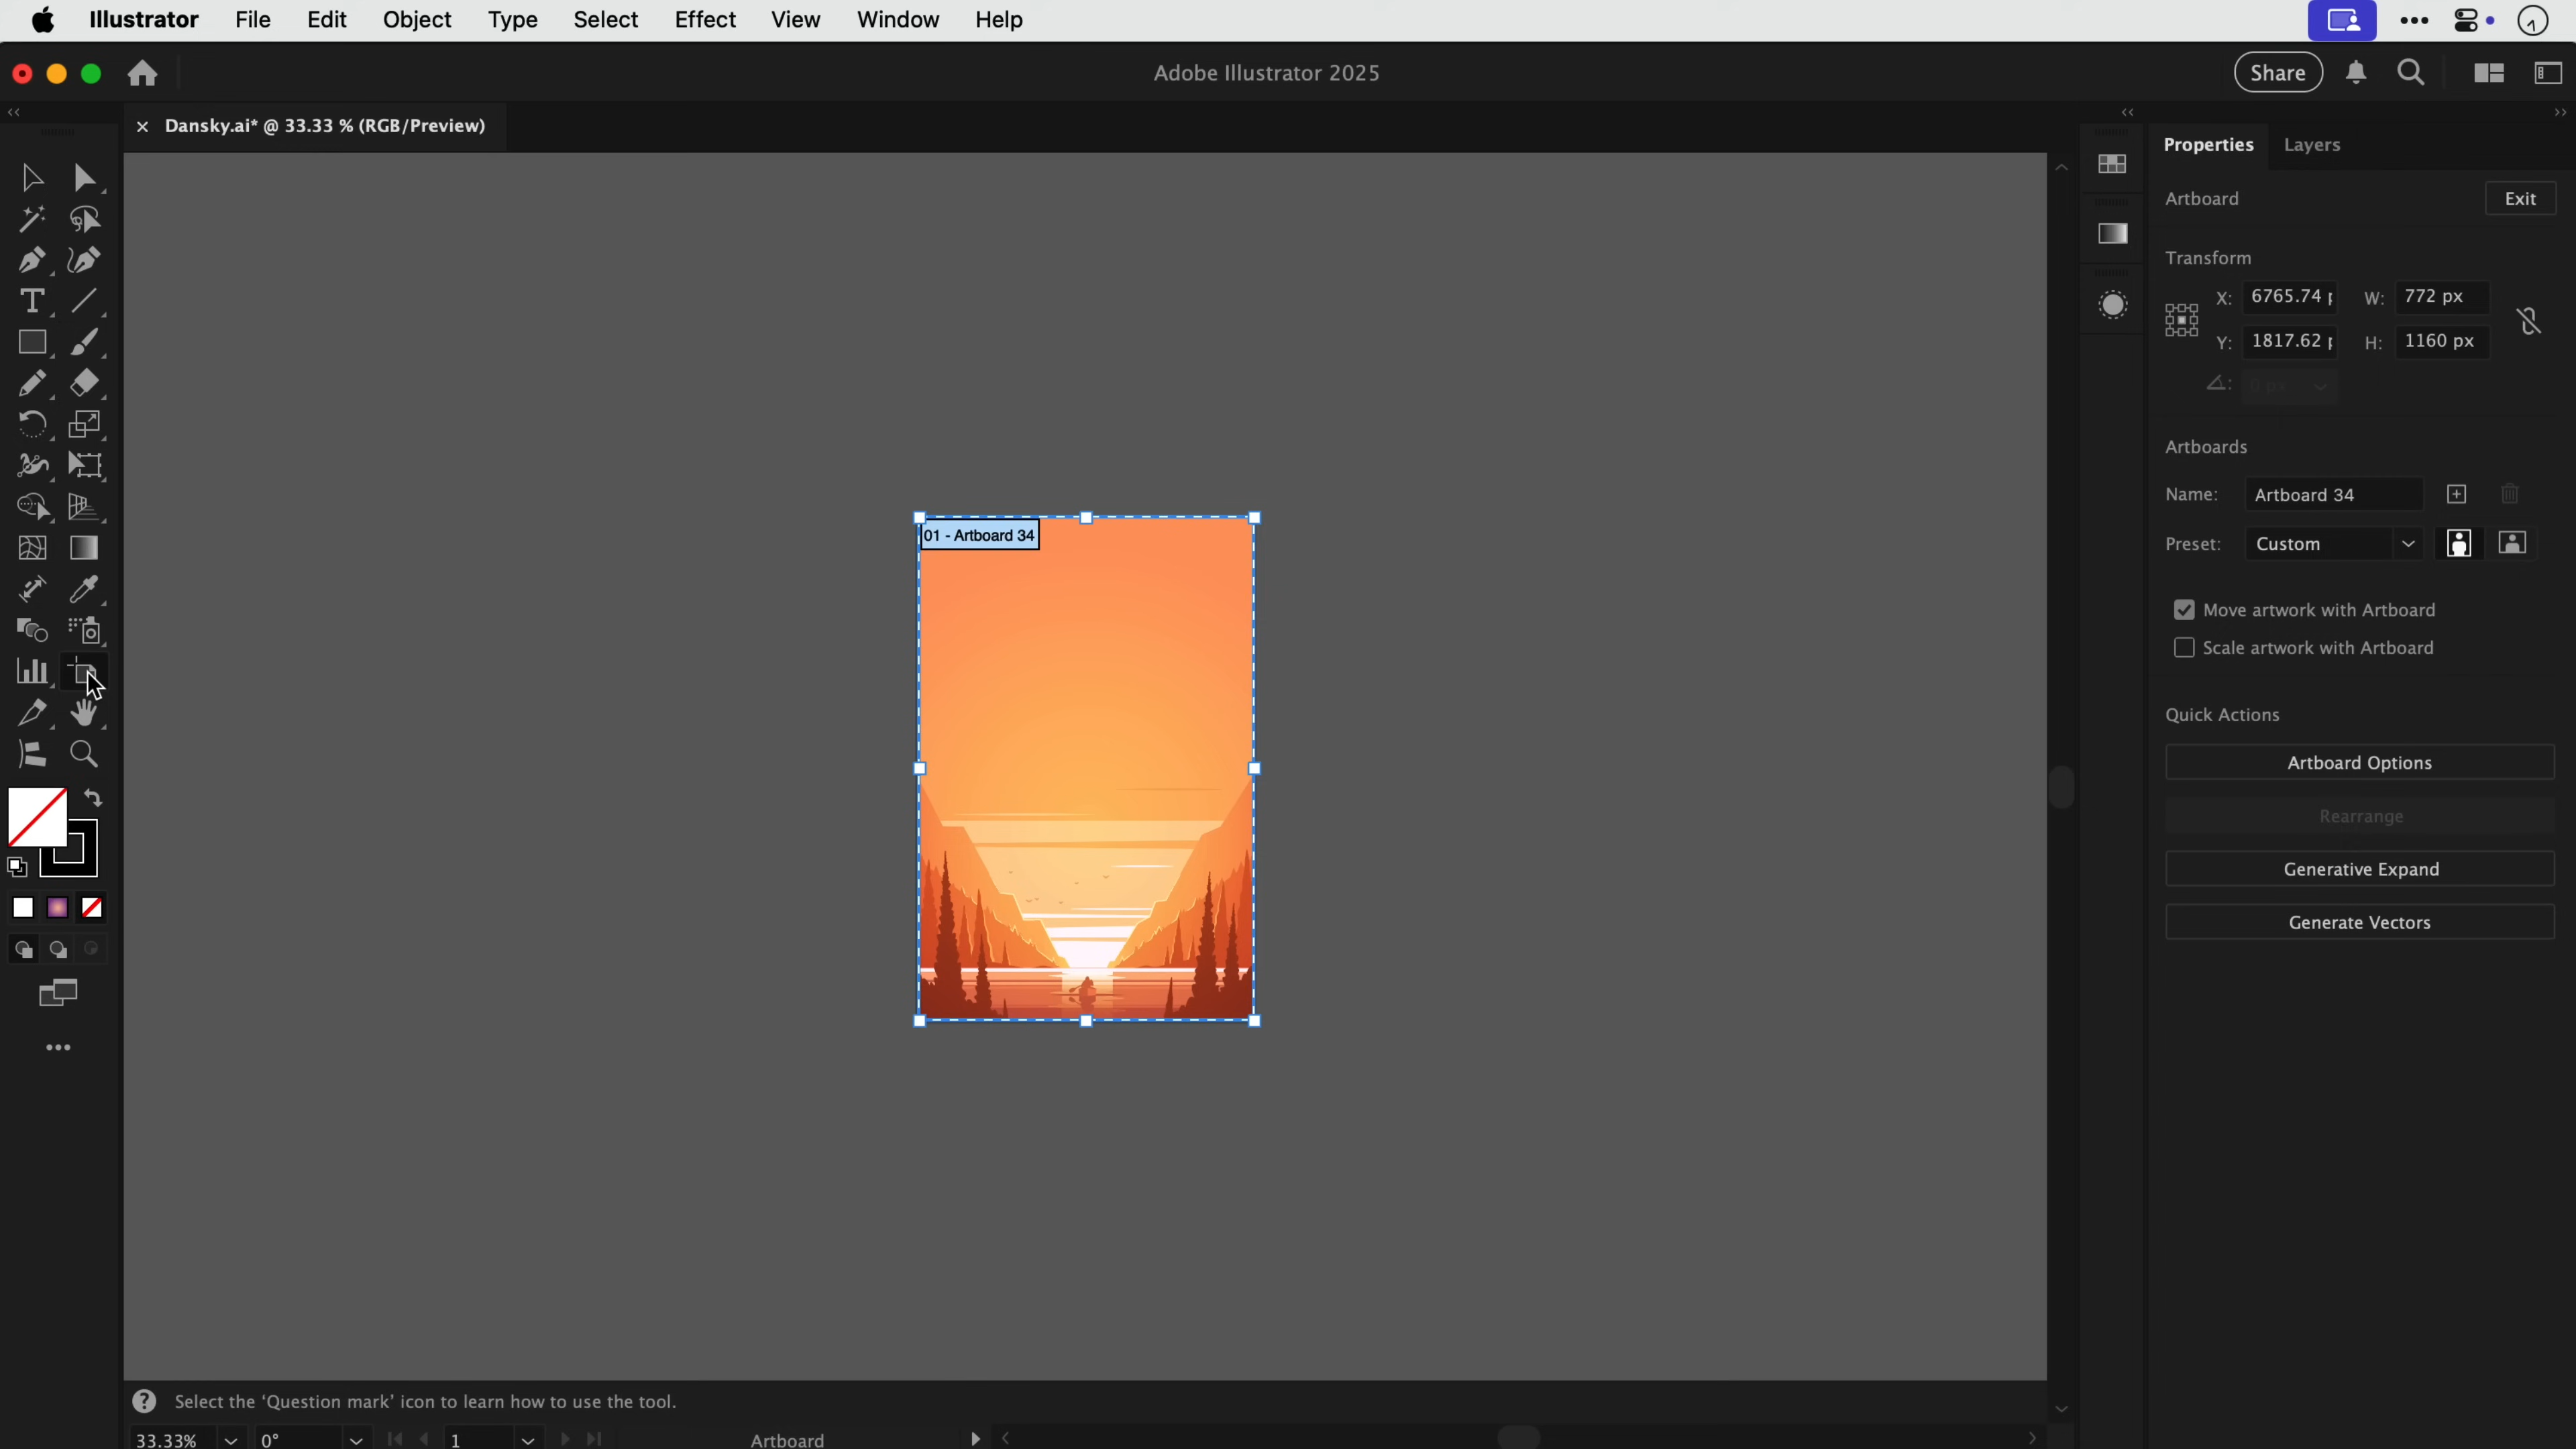 Illustrator File Edit Object Type Select Effect View Window Help
Adobe Illustrator 2025
Share
Dansky.ai* @ 33.33 % (RGB/Preview)
Properties Layers
Artboard Exit
Transform
X: 6765.74 W: 772 px
Y: 1817.62 H: 1160 px
0 px
Artboards
Name: Artboard 34
Preset: Custom
Move artwork with Artboard
Scale artwork with Artboard
Quick Actions
Artboard Options
Rearrange
Generative Expand
Generate Vectors
01 - Artboard 34
Select the ‘Question mark’ icon to learn how to use the tool.
33.33% 0° 1 Artboard